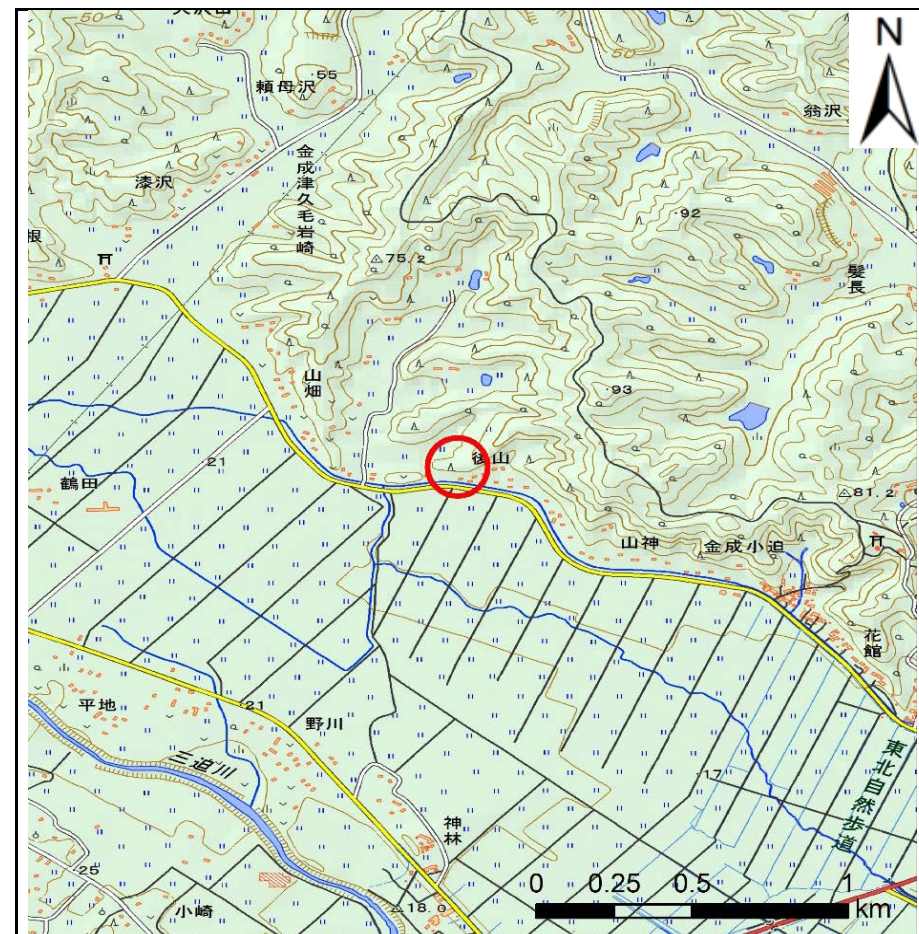 N
50
50
・55
頼母沢
翁沢
漆沢
金成津久毛岩崎
・92
根
75.2
髪長
山畑
・93
21
後山
鶴田
81.2
山神
金成小迫
花館
平地
・21
野川
三迫川
・17
東北自然歩道
神林
25
小崎
18.0
0 0.25 0.5 1
km